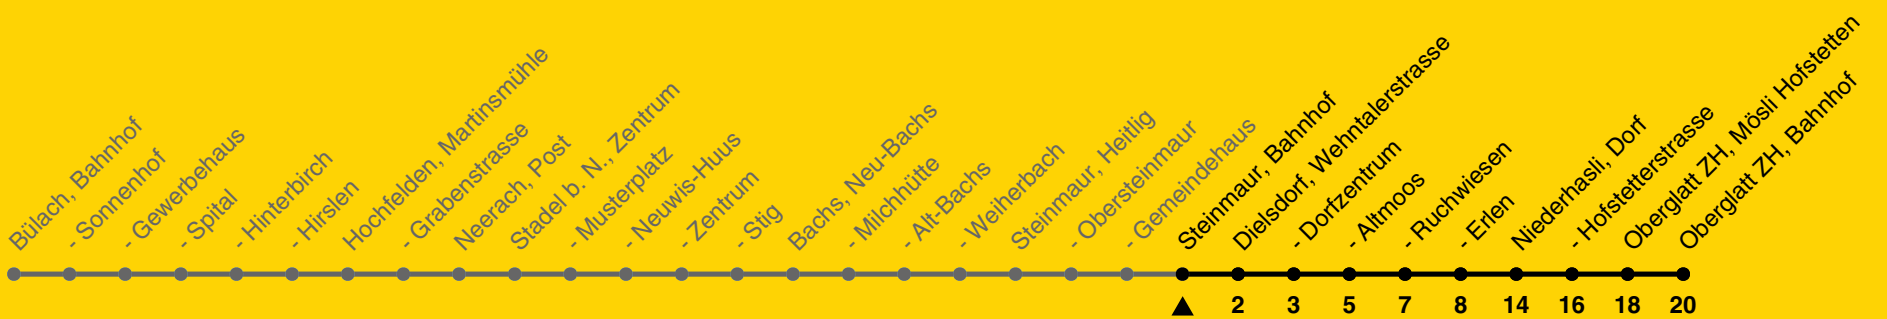 Bülach, Bahnhof
- Sonnenhof
- Gewerbehaus
- Spital
- Hinterbirch
- Hirslen
Hochfelden, Martinsmühle
- Grabenstrasse
Neerach, Post
Stadel b. N., Zentrum
- Musterplatz
- Neuwis-Huus
- Zentrum
- Stig
Bachs, Neu-Bachs
- Milchhütte
- Alt-Bachs
- Weiherbach
Steinmaur, Heitlig
- Obersteinmaur
- Gemeindehaus
Steinmaur, Bahnhof
Dielsdorf, Wehntalerstrasse
- Dorfzentrum
- Altmoos
- Ruchwiesen
- Erlen
Niederhasli, Dorf
- Hofstetterstrasse
Oberglatt ZH, Mösli Hofstetten
Oberglatt ZH, Bahnhof
2 3 5 7 8 14 16 18 20